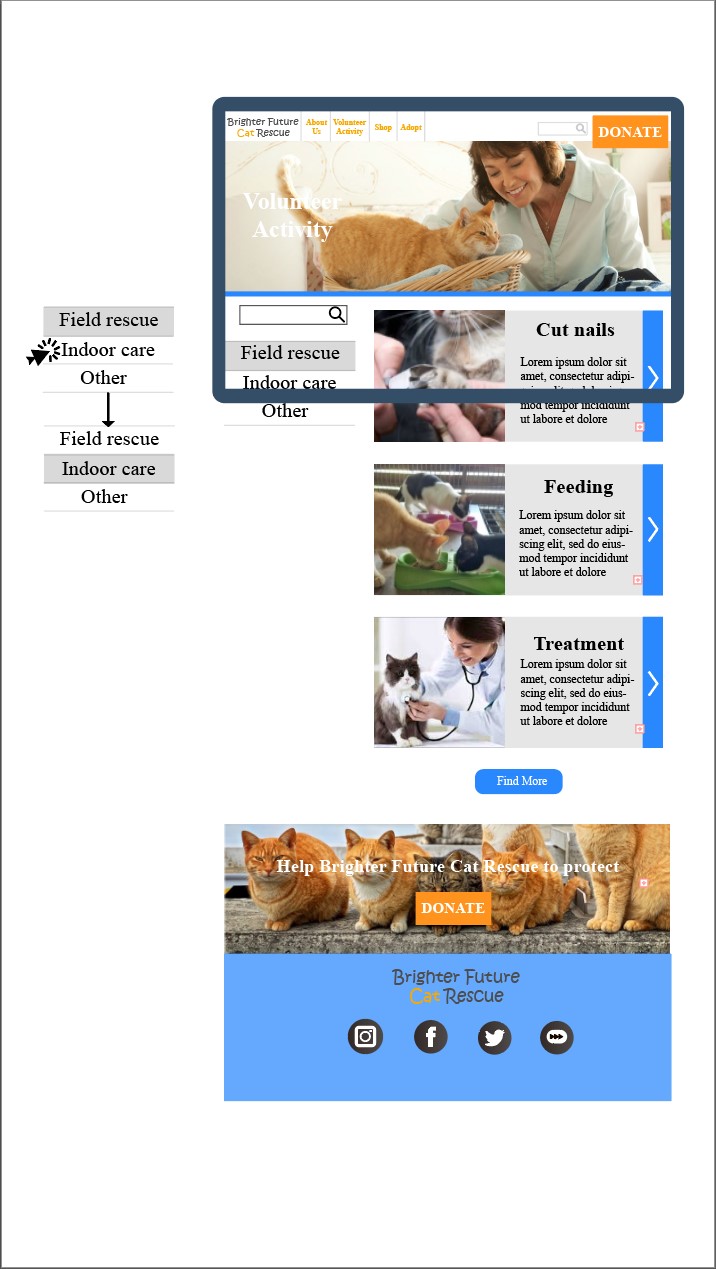 Brighter Future
Cat Rescue
About
Us
Volunteer
Activity
Shop
Adopt
DONATE
Volunteer
Activity
Field rescue
Indoor care
Other
Field rescue
Indoor care
Other
Field rescue
Indoor care
Other
Cut nails
Lorem ipsum dolor sit
amet, consectetur adipi-
mod tempor incididunt
ut labore et dolore
Feeding
Lorem ipsum dolor sit
amet, consectetur adipi-
scing elit, sed do eius-
mod tempor incididunt
ut labore et dolore
Treatment
Lorem ipsum dolor sit
amet, consectetur adipi-
scing elit, sed do eius-
mod tempor incididunt
ut labore et dolore
Find More
Help Brighter Future Cat Rescue to protect
DONATE
Brighter Future
Cat Rescue